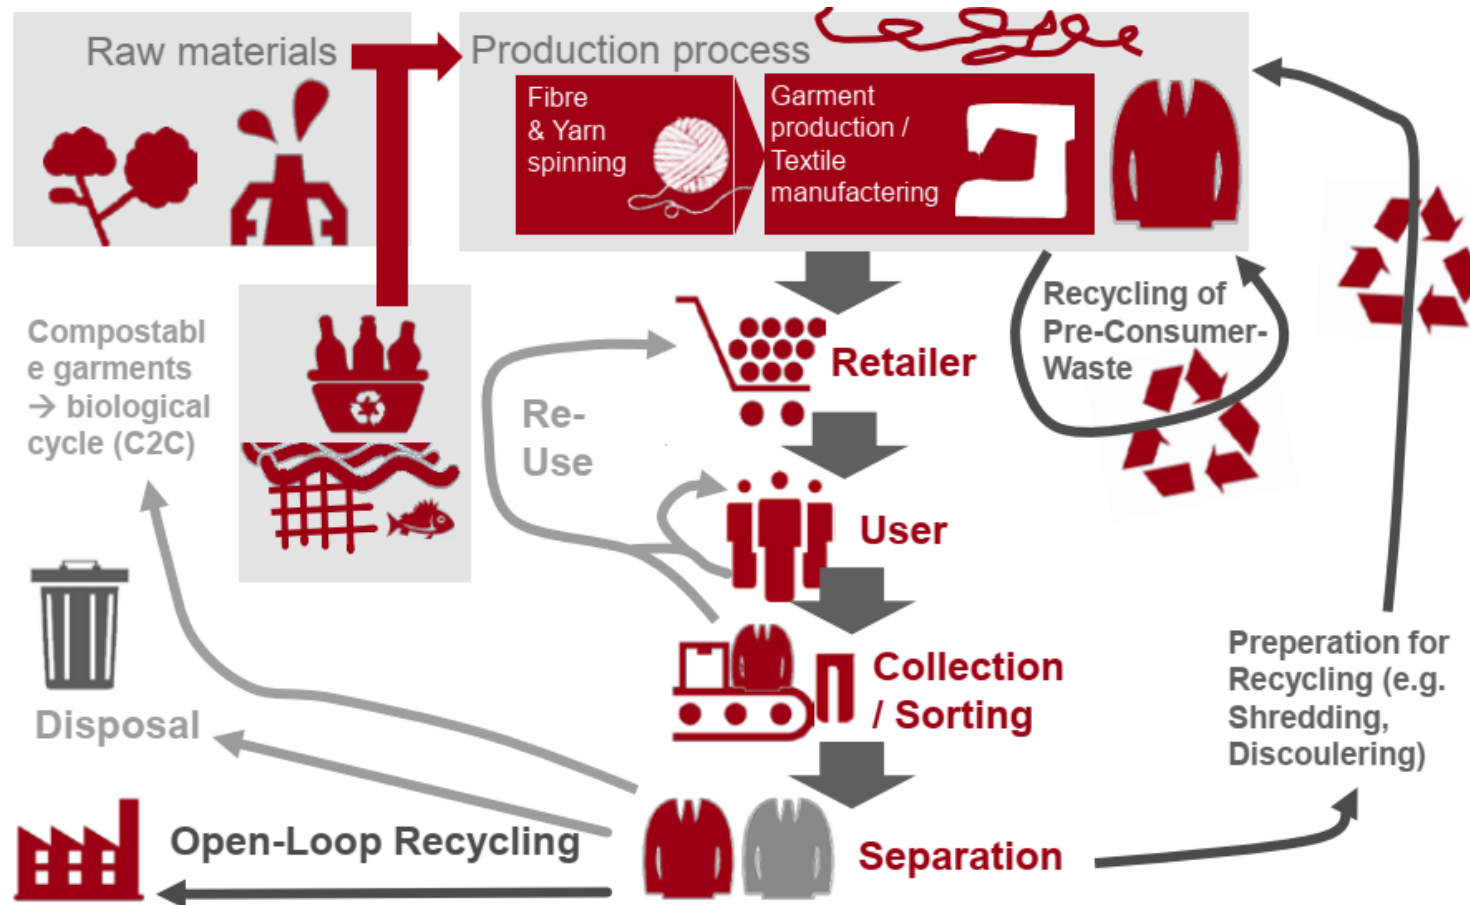 Raw materials
Production process
Fibre
& Yarn
spinning
Garment
production /
Textile
manufactering
Compostabl
e garments
→ biological
cycle (C2C)
Re-
Use
Retailer
Recycling of
Pre-Consumer-
Waste
User
Collection
/ Sorting
Disposal
Preperation for
Recycling (e.g.
Shredding,
Discoulering)
Open-Loop Recycling
Separation